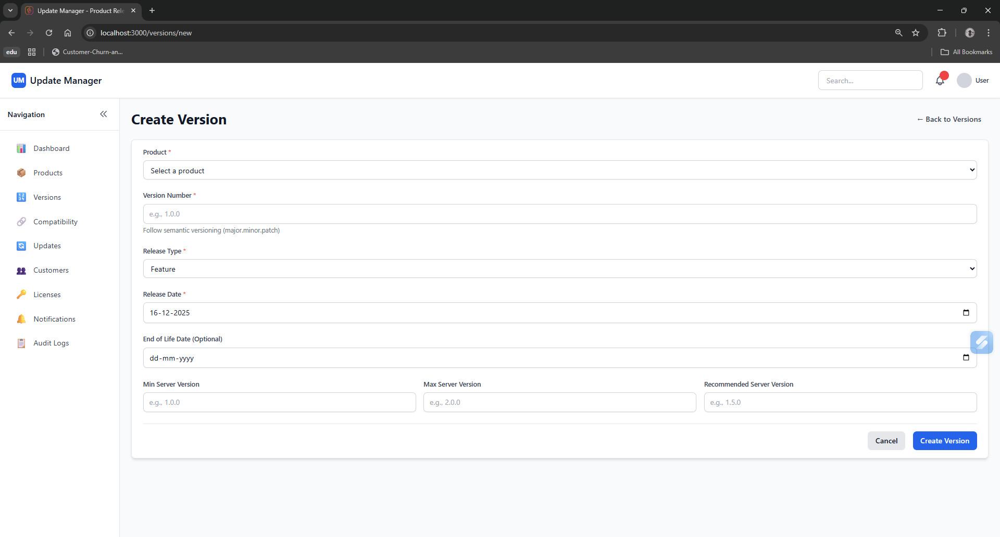 Update Manager - Product Rele
localhost:3000/versions/new
edu
Customer-Churn-an...
All Bookmarks
UM Update Manager
Search...
User
Navigation
Dashboard
Products
Versions
Compatibility
Updates
Customers
Licenses
Notifications
Audit Logs
Create Version
← Back to Versions
Product *
Select a product
Version Number *
e.g., 1.0.0
Follow semantic versioning (major.minor.patch)
Release Type *
Feature
Release Date *
16-12-2025
End of Life Date (Optional)
dd-mm-yyyy
Min Server Version Max Server Version Recommended Server Version
e.g., 1.0.0 e.g., 2.0.0 e.g., 1.5.0
Cancel Create Version